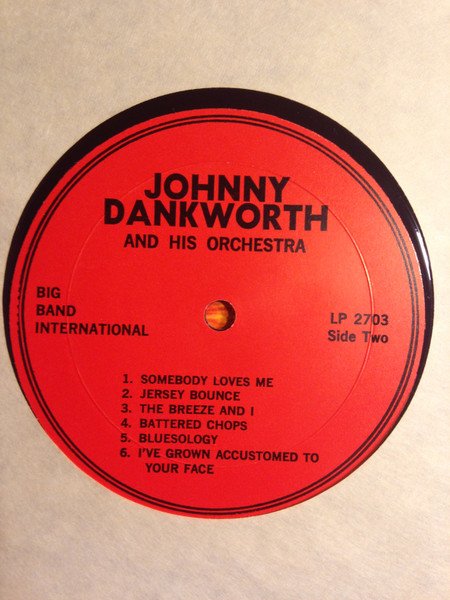 JOHNNY
DANKWORTH
AND HIS ORCHESTRA
BIG
BAND
INTERNATIONAL
LP 2703
Side Two
1. SOMEBODY LOVES ME
2. JERSEY BOUNCE
3. THE BREEZE AND I
4. BATTERED CHOPS
5. BLUESOLOGY
6. I'VE GROWN ACCUSTOMED TO
YOUR FACE